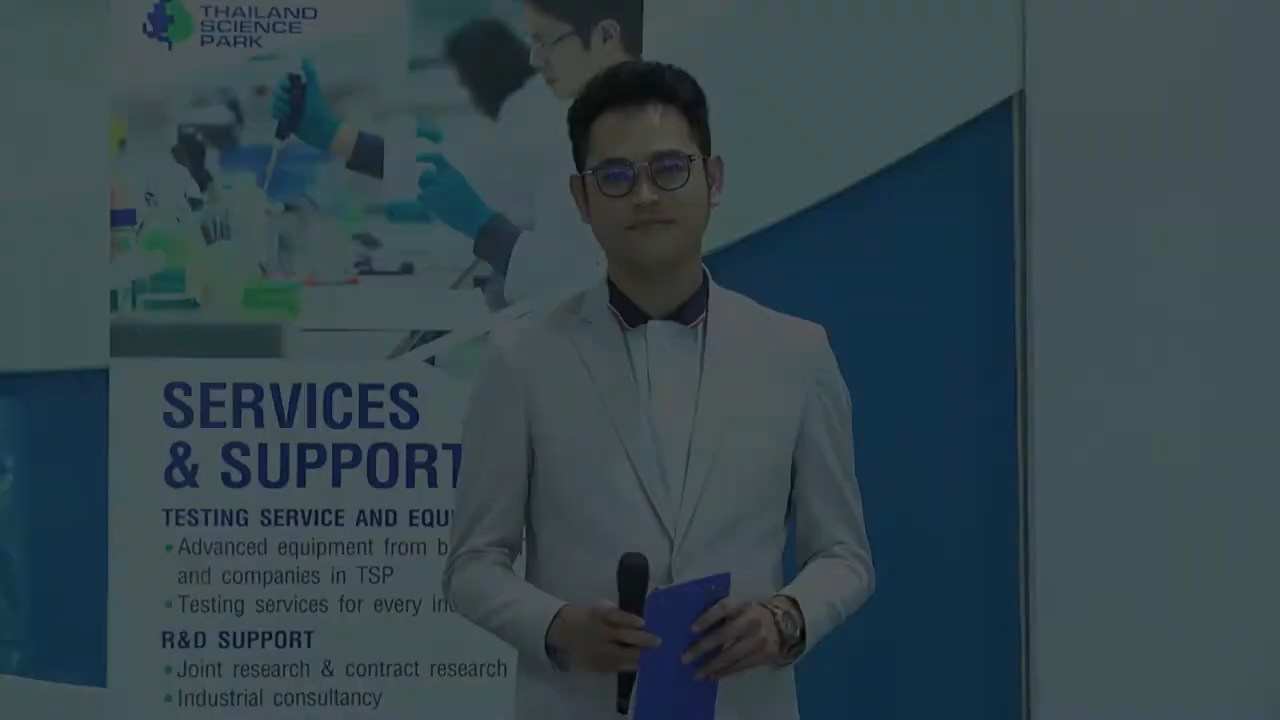 THAILAND
SCIENCE
PARK
SERVICES
& SUPPORT
TESTING SERVICE AND
• Advanced equipment from
and companies in TSP
• Testing services for every
R&D SUPPORT
• Joint research & contract research
• Industrial consultancy